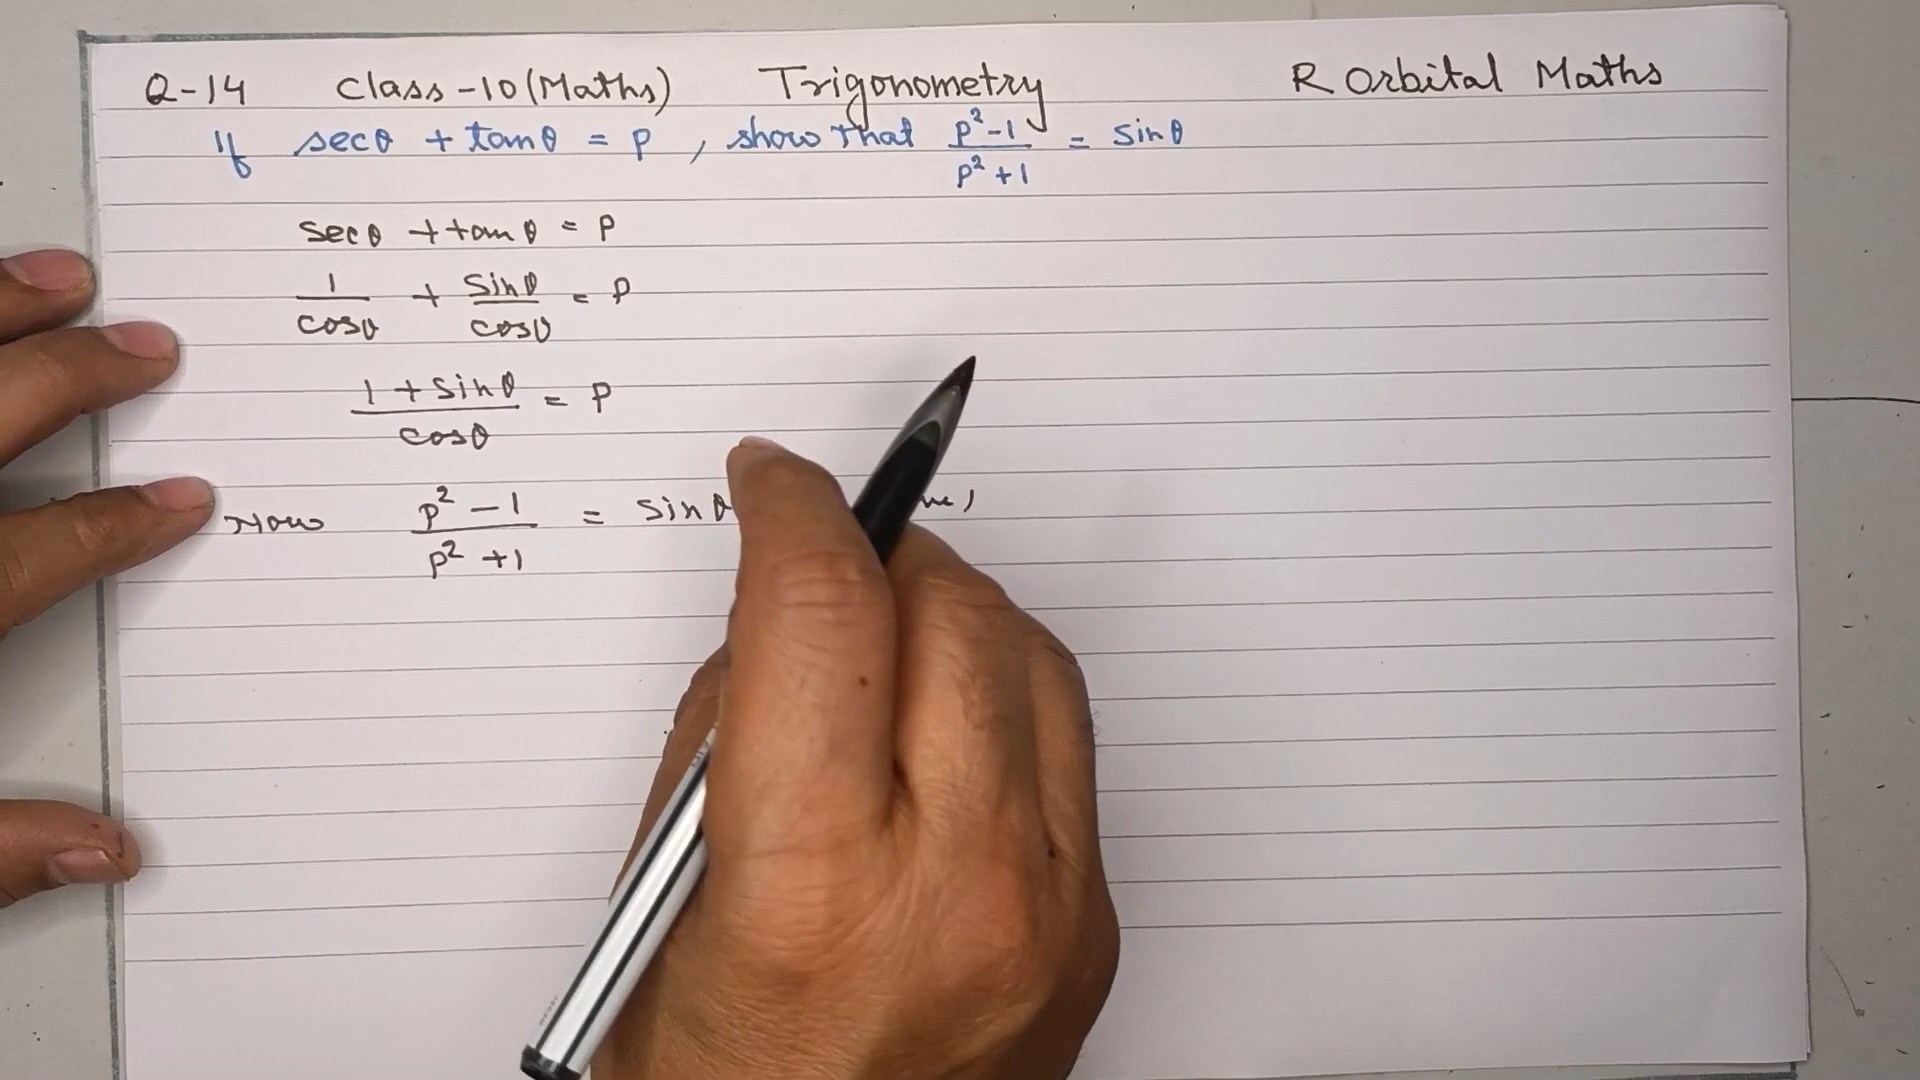 Q-14 Class-10 (Maths) Trigonometry R Orbital Maths
If secθ + tanθ = P, show that (P²-1)/(P²+1) = sinθ
secθ + tanθ = P
1/cosθ + sinθ/cosθ = P
(1 + sinθ)/cosθ = P
Now (P² - 1)/(P² + 1) = sinθ